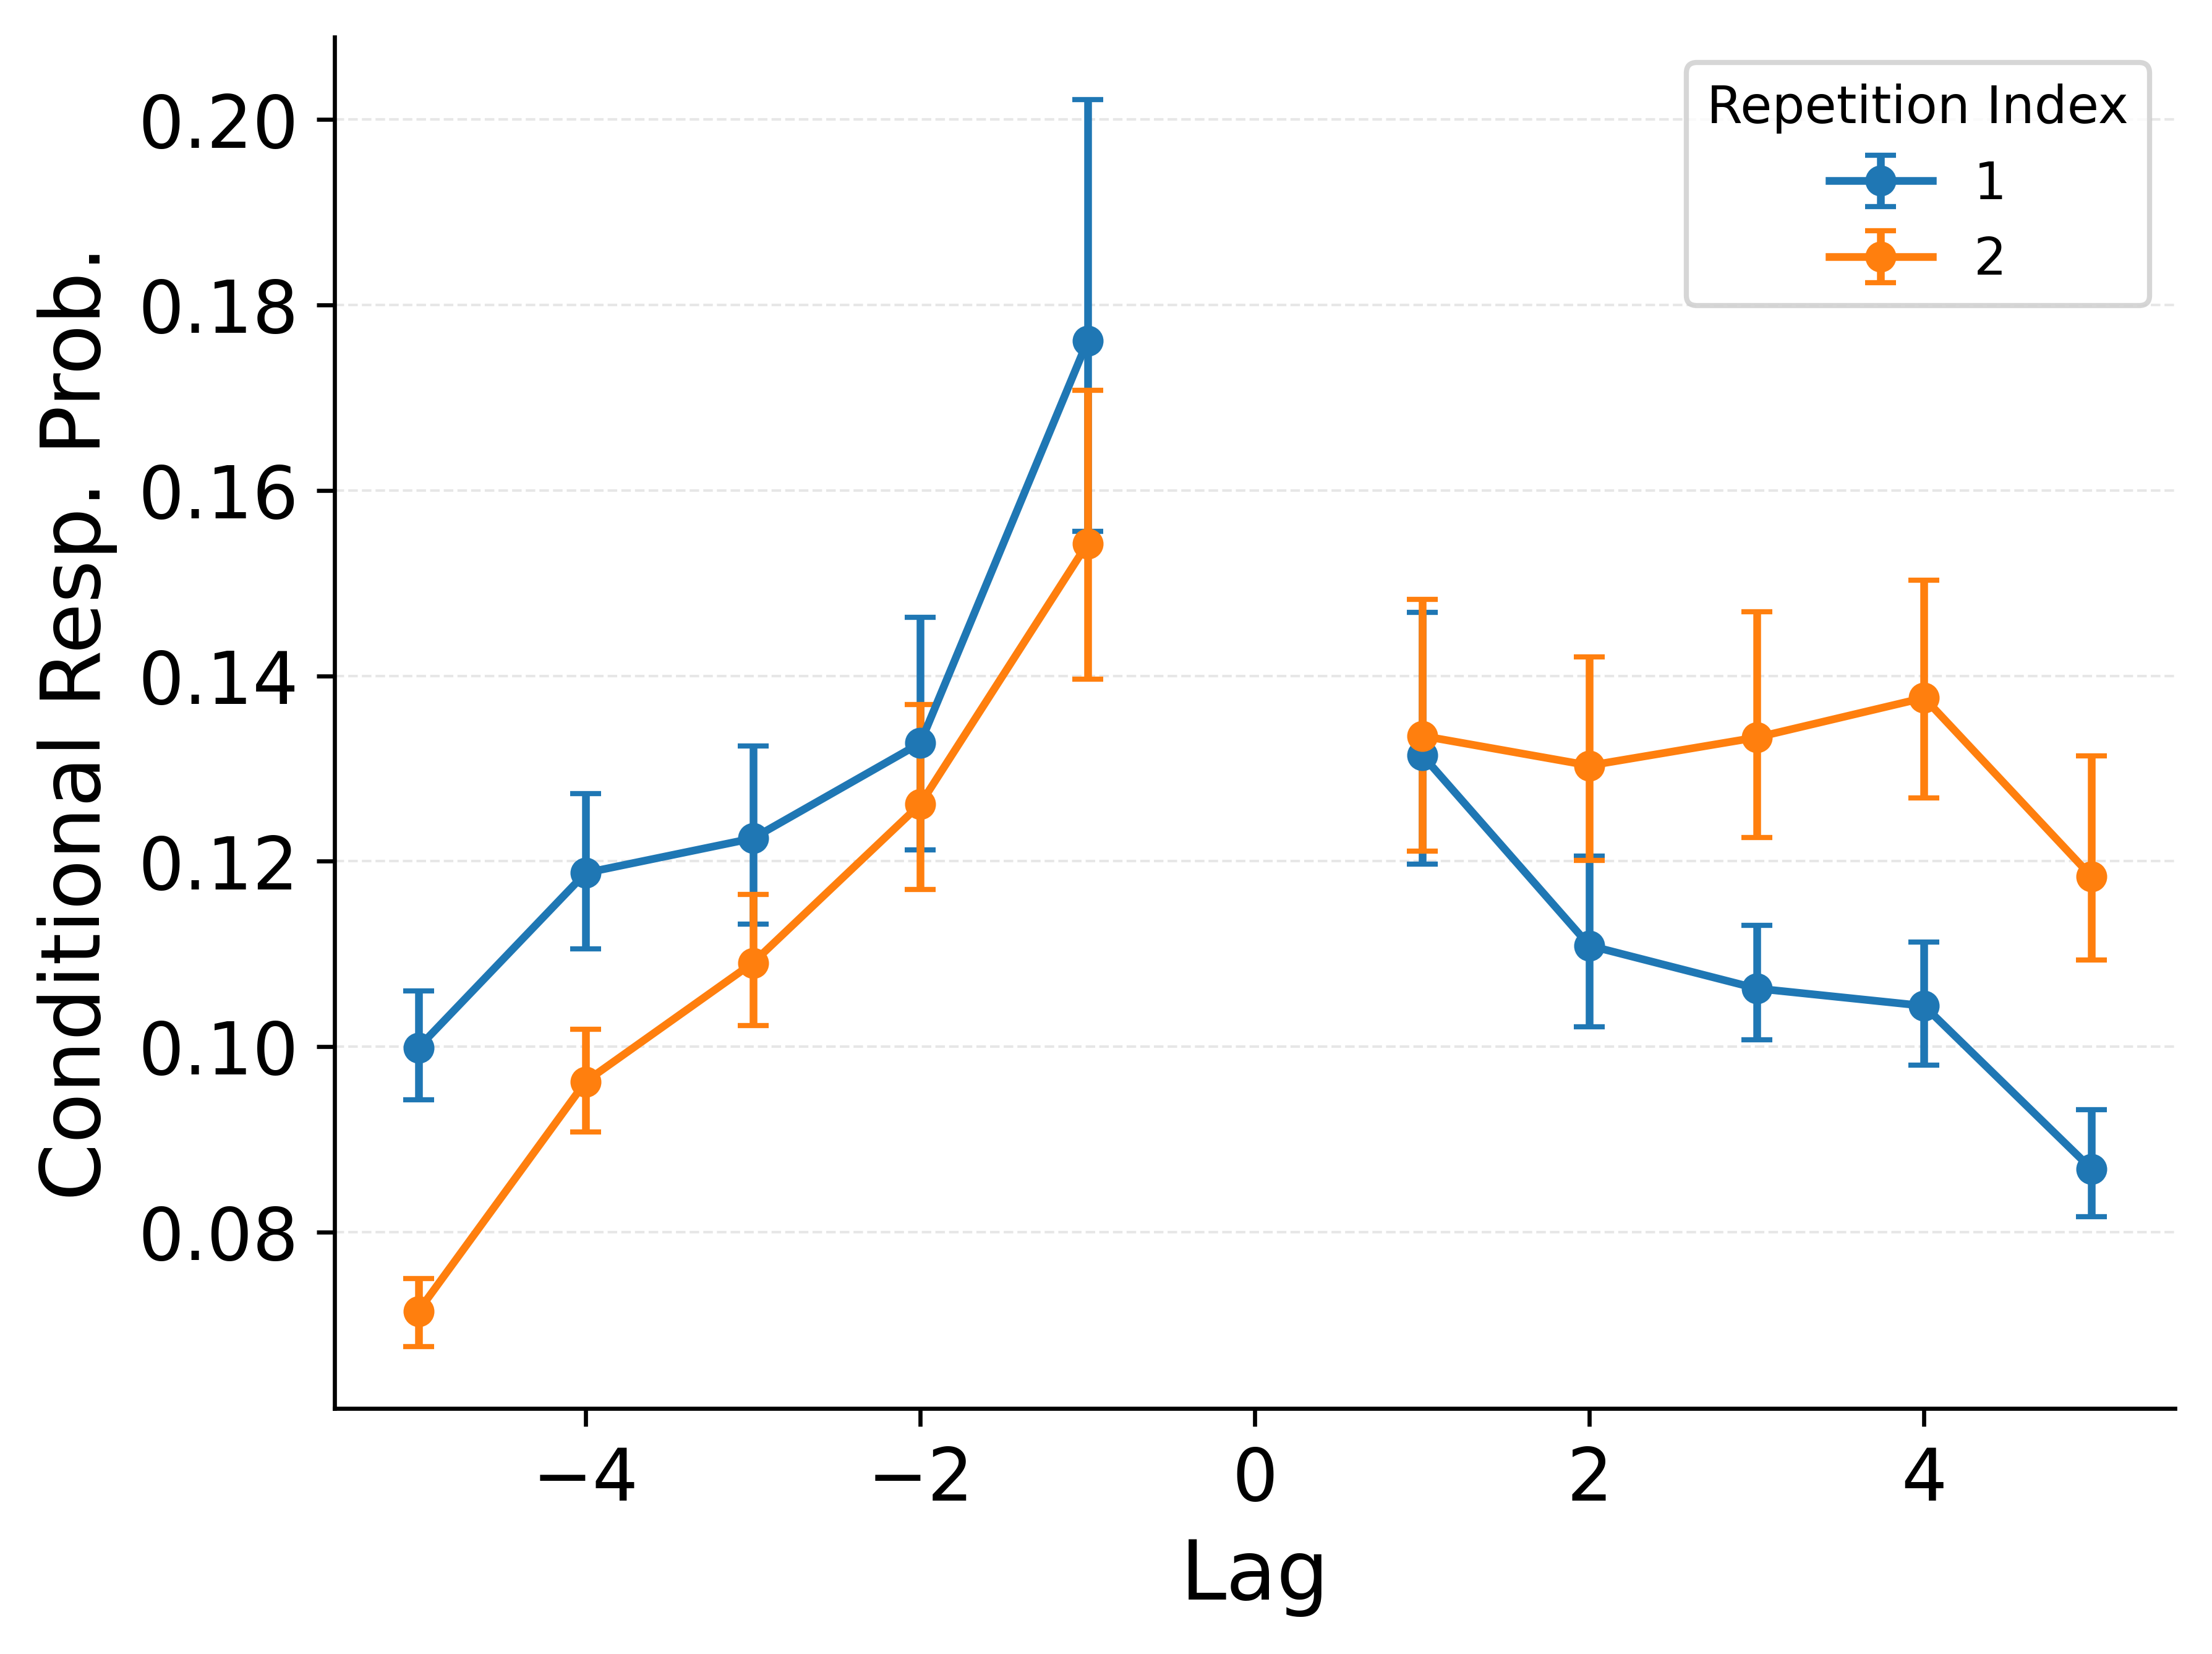 Conditional Resp. Prob.
0.20
0.18
0.16
0.14
0.12
0.10
0.08
Repetition Index
1
2
−4 −2 0 2 4
Lag